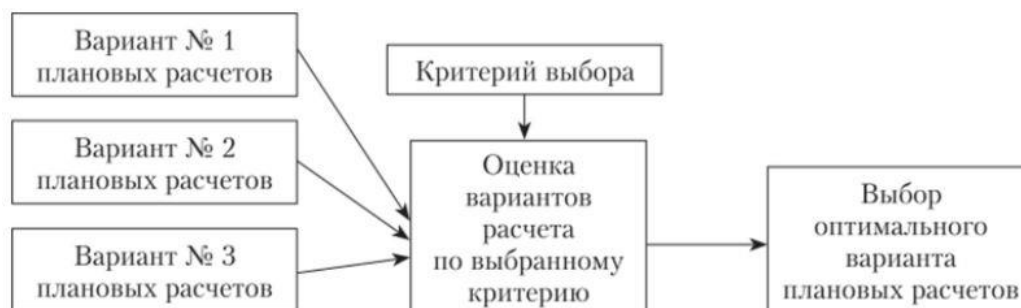 Вариант № 1
плановых расчетов
Критерий выбора
Вариант № 2
плановых расчетов
Вариант № 3
плановых расчетов
Оценка
вариантов
расчета
по выбранному
критерию
Выбор
оптимального
варианта
плановых расчетов